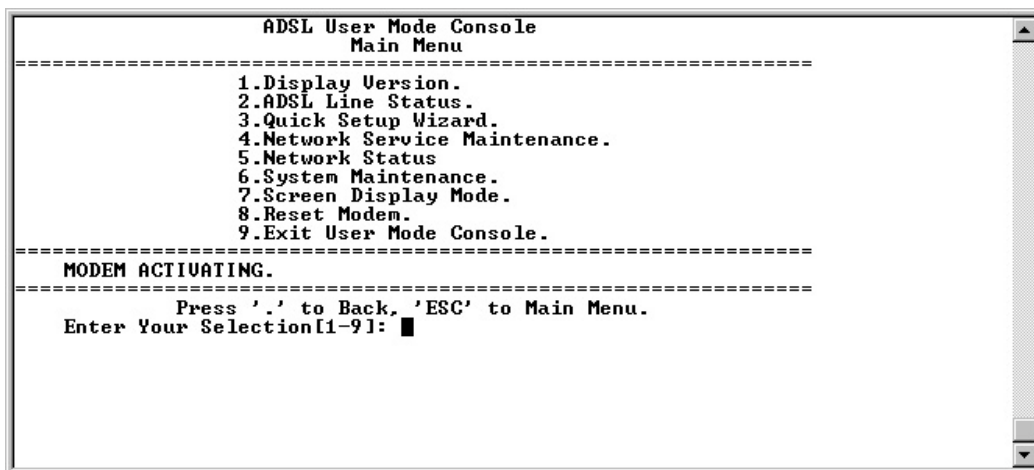 ADSL User Mode Console
Main Menu
================================================================
1.Display Version.
2.ADSL Line Status.
3.Quick Setup Wizard.
4.Network Service Maintenance.
5.Network Status
6.System Maintenance.
7.Screen Display Mode.
8.Reset Modem.
9.Exit User Mode Console.
================================================================
MODEM ACTIVATING.
================================================================
Press '.' to Back, 'ESC' to Main Menu.
Enter Your Selection[1-9]: